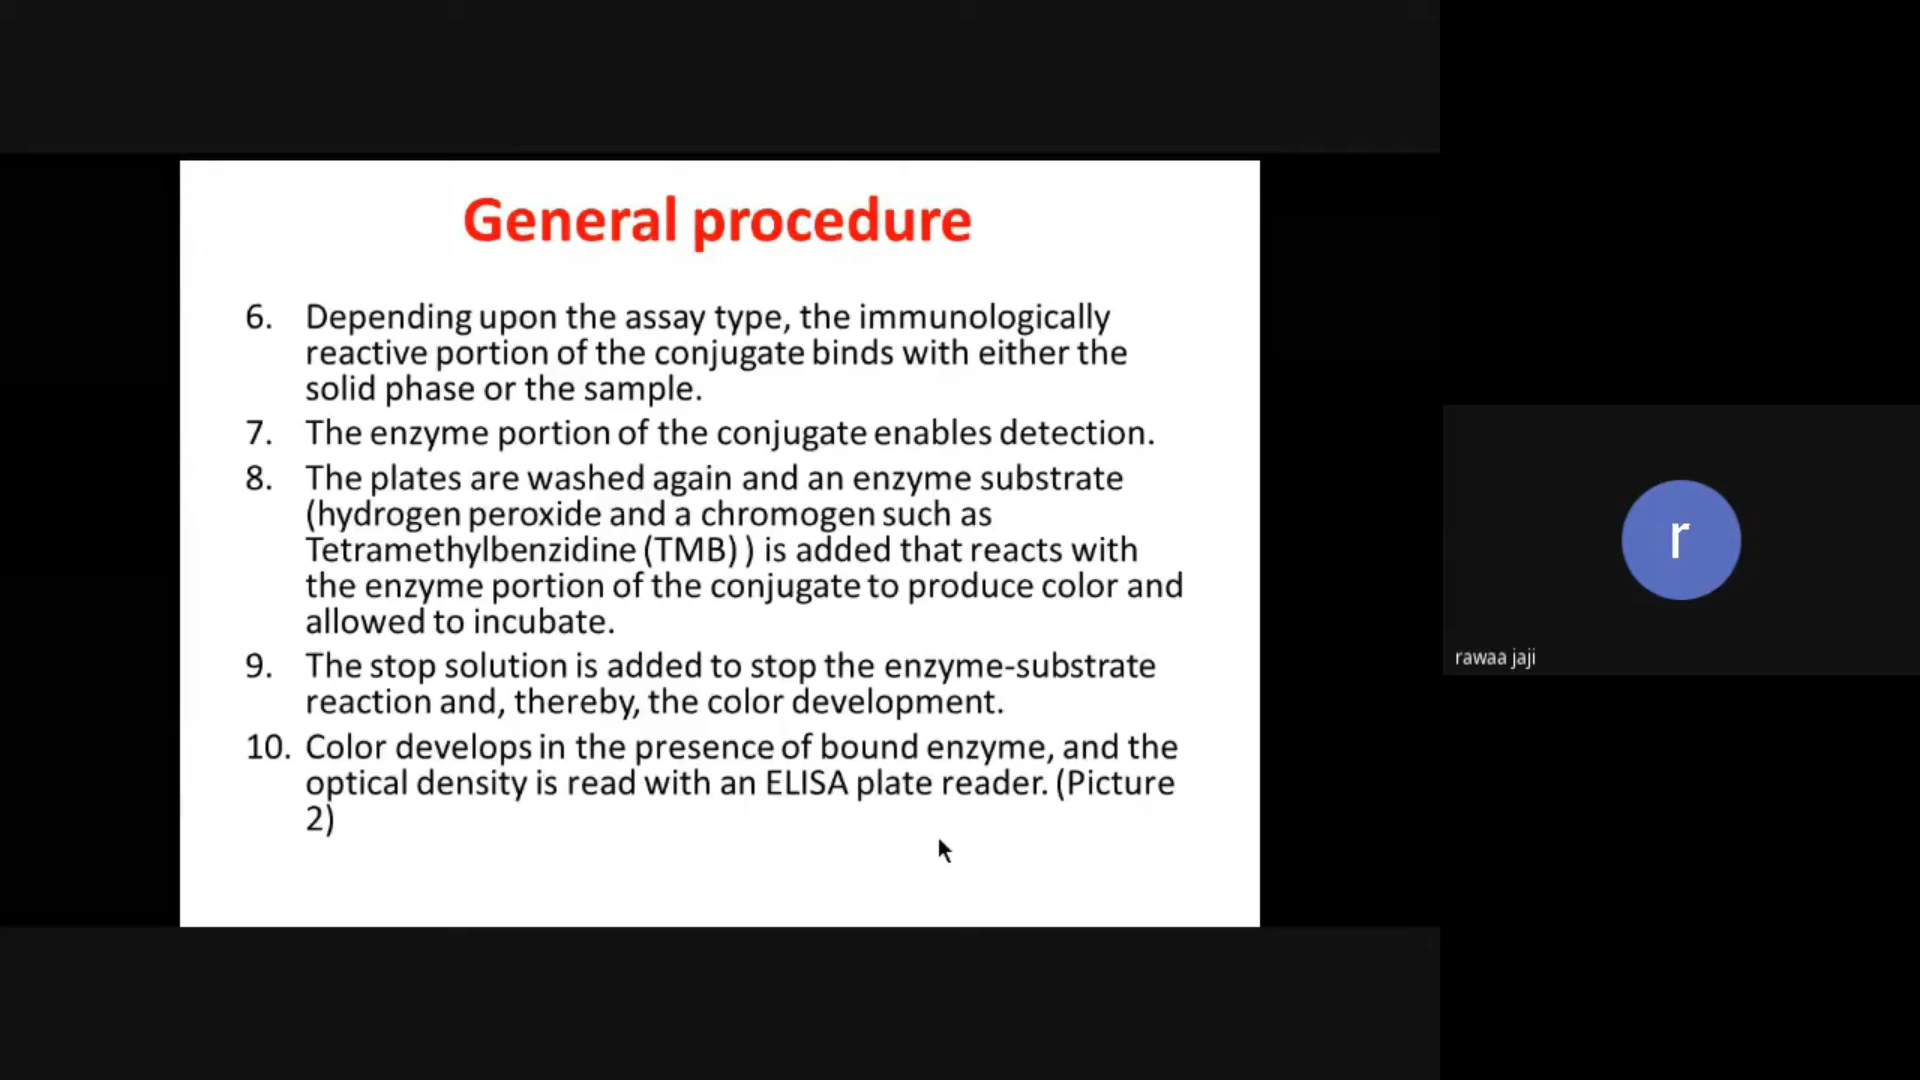 General procedure
6. Depending upon the assay type, the immunologically
reactive portion of the conjugate binds with either the
solid phase or the sample.
7. The enzyme portion of the conjugate enables detection.
8. The plates are washed again and an enzyme substrate
(hydrogen peroxide and a chromogen such as
Tetramethylbenzidine (TMB) ) is added that reacts with
the enzyme portion of the conjugate to produce color and
allowed to incubate.
9. The stop solution is added to stop the enzyme-substrate
reaction and, thereby, the color development.
10. Color develops in the presence of bound enzyme, and the
optical density is read with an ELISA plate reader. (Picture
2)
r
rawaa jaji